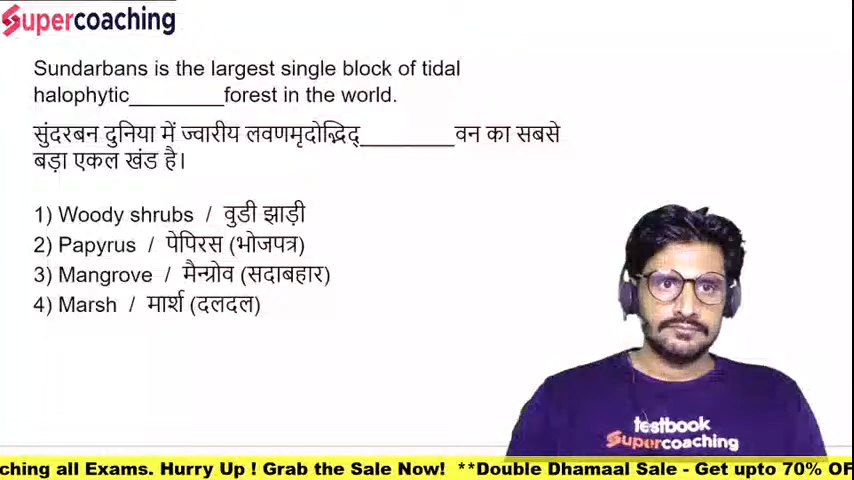 Supercoaching
Sundarbans is the largest single block of tidal
halophytic________forest in the world.
सुंदरबन दुनिया में ज्वारीय लवणमृदोद्भिद्________वन का सबसे
बड़ा एकल खंड है।
1) Woody shrubs / वुडी झाड़ी
2) Papyrus / पेपिरस (भोजपत्र)
3) Mangrove / मैन्ग्रोव (सदाबहार)
4) Marsh / मार्श (दलदल)
testbook
Supercoaching
ching all Exams. Hurry Up ! Grab the Sale Now! **Double Dhamaal Sale - Get upto 70% OF